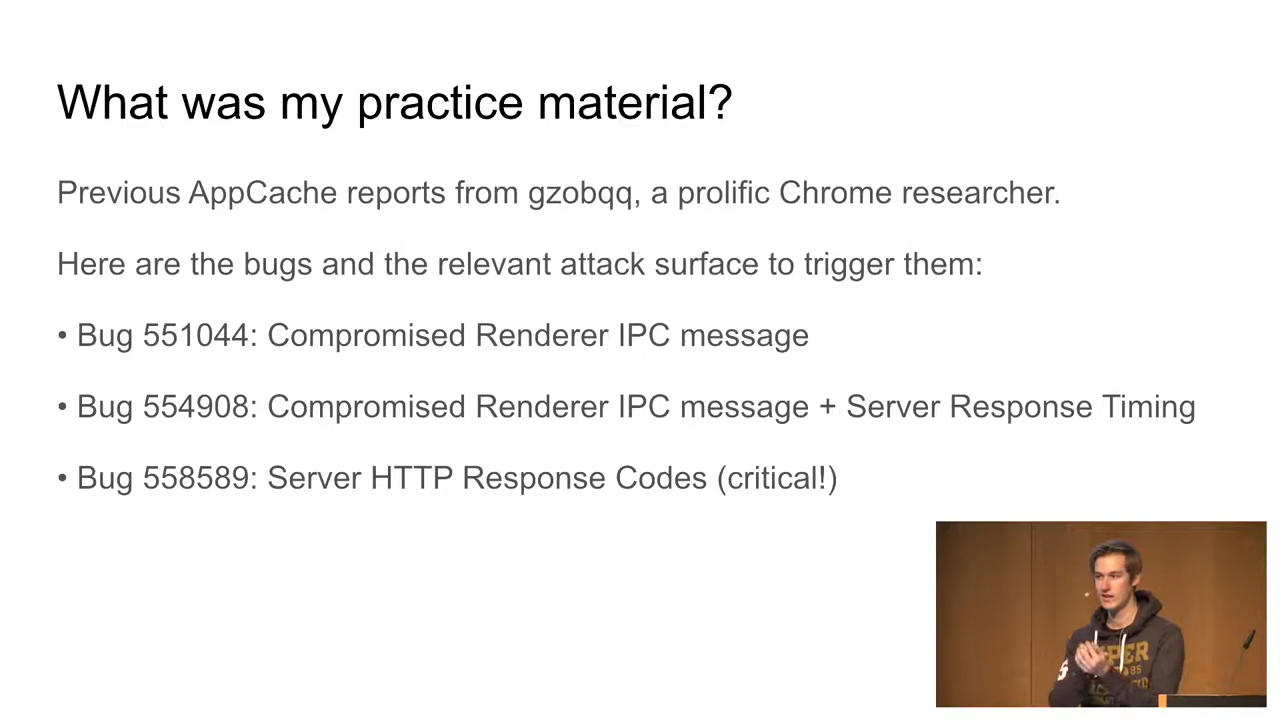 What was my practice material?
Previous AppCache reports from gzobqq, a prolific Chrome researcher.
Here are the bugs and the relevant attack surface to trigger them:
• Bug 551044: Compromised Renderer IPC message
• Bug 554908: Compromised Renderer IPC message + Server Response Timing
• Bug 558589: Server HTTP Response Codes (critical!)